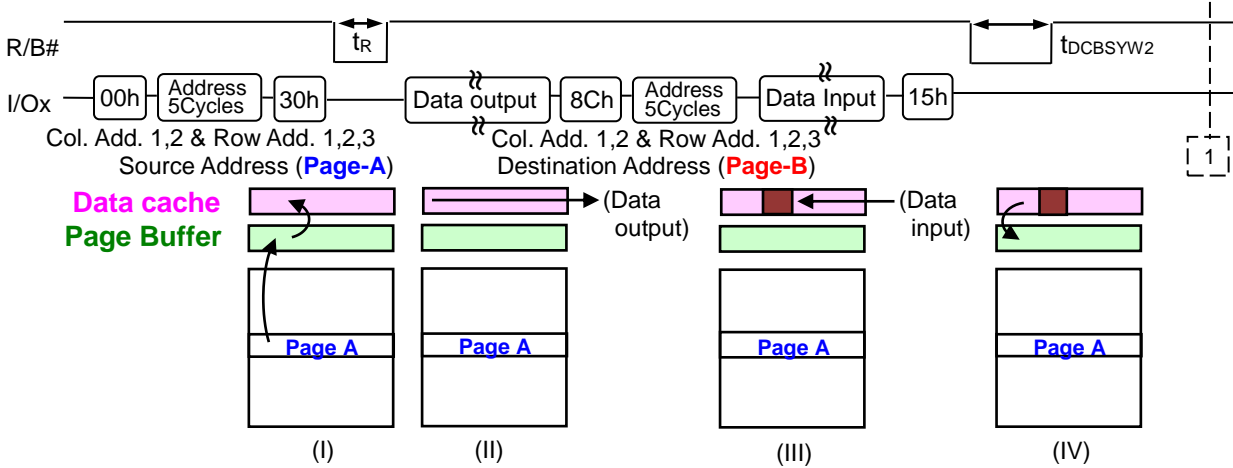 R/B#
tR
tDCBSYW2
I/Ox
00h
Address
5Cycles
30h
Data output
8Ch
Address
5Cycles
Data Input
15h
Col. Add. 1,2 & Row Add. 1,2,3
Source Address (Page-A)
Col. Add. 1,2 & Row Add. 1,2,3
Destination Address (Page-B)
1
Data cache
Page Buffer
(Data
output)
(Data
input)
Page A
Page A
Page A
Page A
(I)
(II)
(III)
(IV)